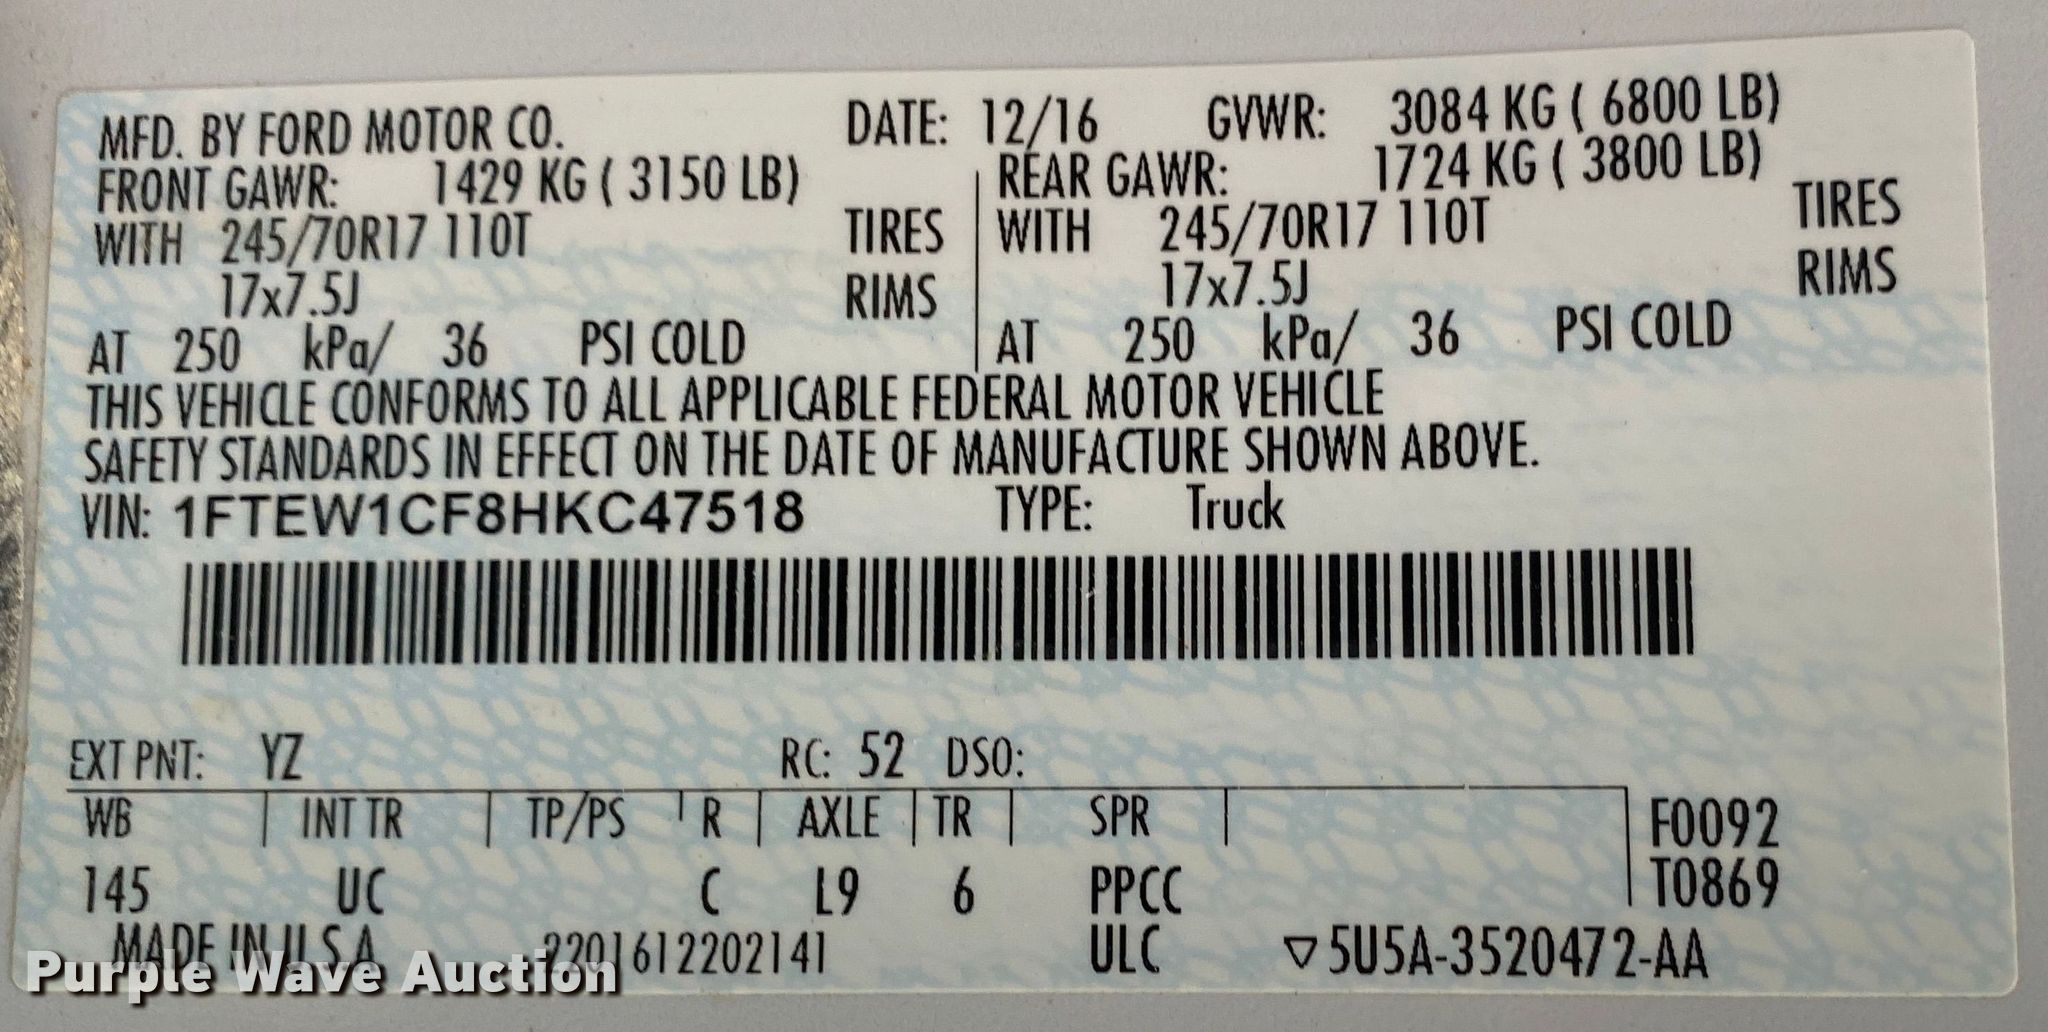 MFD. BY FORD MOTOR CO. DATE: 12/16 GVWR: 3084 KG ( 6800 LB)
FRONT GAWR: 1429 KG ( 3150 LB) REAR GAWR: 1724 KG ( 3800 LB)
WITH 245/70R17 110T TIRES WITH 245/70R17 110T TIRES
17x7.5J RIMS 17x7.5J RIMS
AT 250 kPa/ 36 PSI COLD AT 250 kPa/ 36 PSI COLD
THIS VEHICLE CONFORMS TO ALL APPLICABLE FEDERAL MOTOR VEHICLE
SAFETY STANDARDS IN EFFECT ON THE DATE OF MANUFACTURE SHOWN ABOVE.
VIN: 1FTEW1CF8HKC47518 TYPE: Truck
EXT PNT: YZ RC: 52 DSO:
WB INT TR TP/PS R AXLE TR SPR F0092
145 UC C L9 6 PPCC T0869
MADE IN U.S.A. 2201612202141 ULC ▽5U5A-3520472-AA
Purple Wave Auction